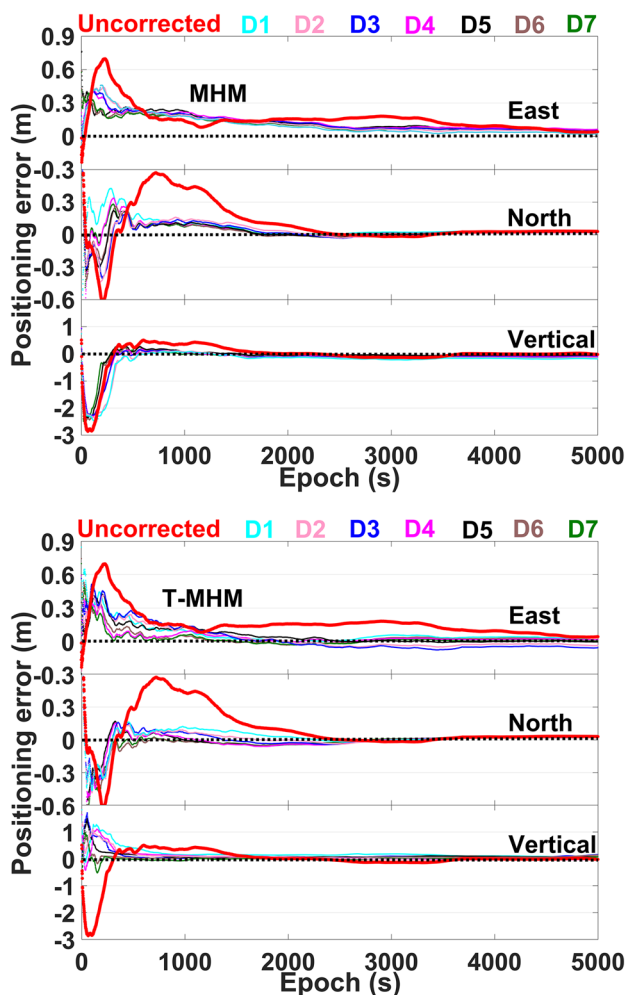 Uncorrected D1 D2 D3 D4 D5 D6 D7
0.9
0.6
MHM
0.3
East
0
-0.3
0.3
North
0
-0.3
-0.6
1
Vertical
0
-1
-2
-3
0 1000 2000 3000 4000 5000
Positioning error (m)
Epoch (s)
Uncorrected D1 D2 D3 D4 D5 D6 D7
0.9
0.6
T-MHM
0.3
East
0
-0.3
0.3
North
0
-0.3
-0.6
1
Vertical
0
-1
-2
-3
0 1000 2000 3000 4000 5000
Positioning error (m)
Epoch (s)